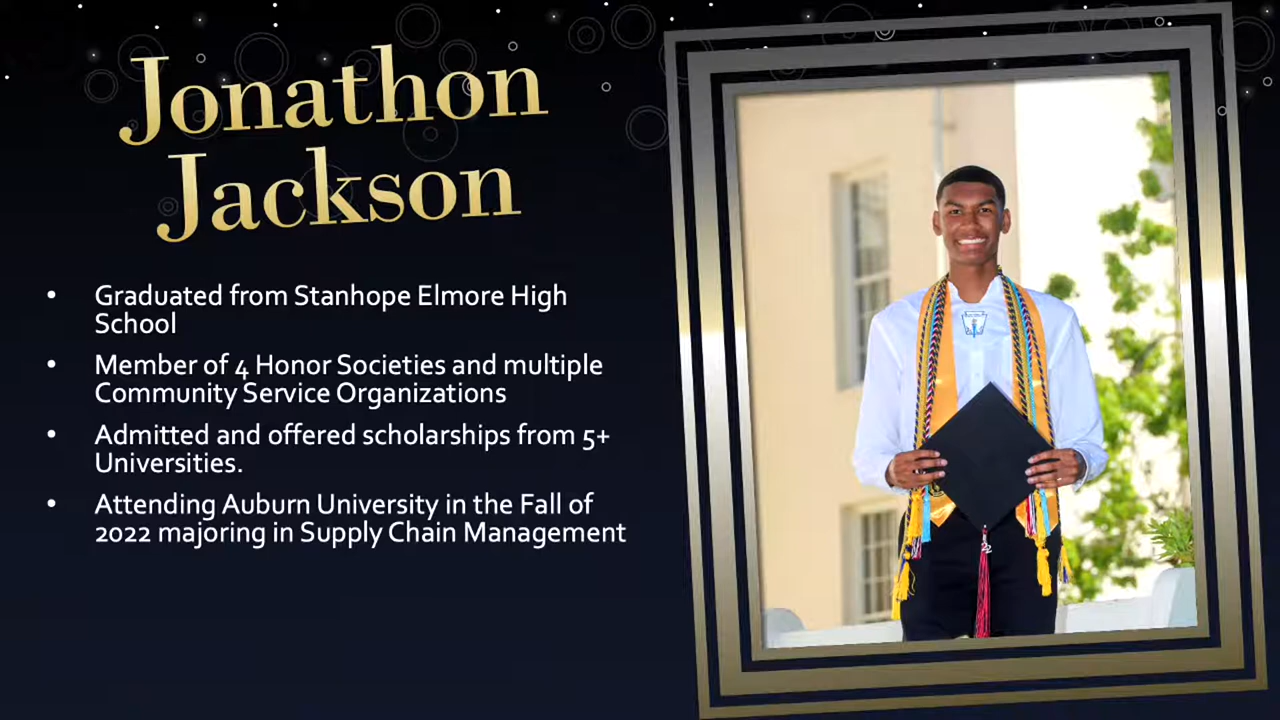 Jonathon
Jackson
• Graduated from Stanhope Elmore High
School
• Member of 4 Honor Societies and multiple
Community Service Organizations
• Admitted and offered scholarships from 5+
Universities.
• Attending Auburn University in the Fall of
2022 majoring in Supply Chain Management